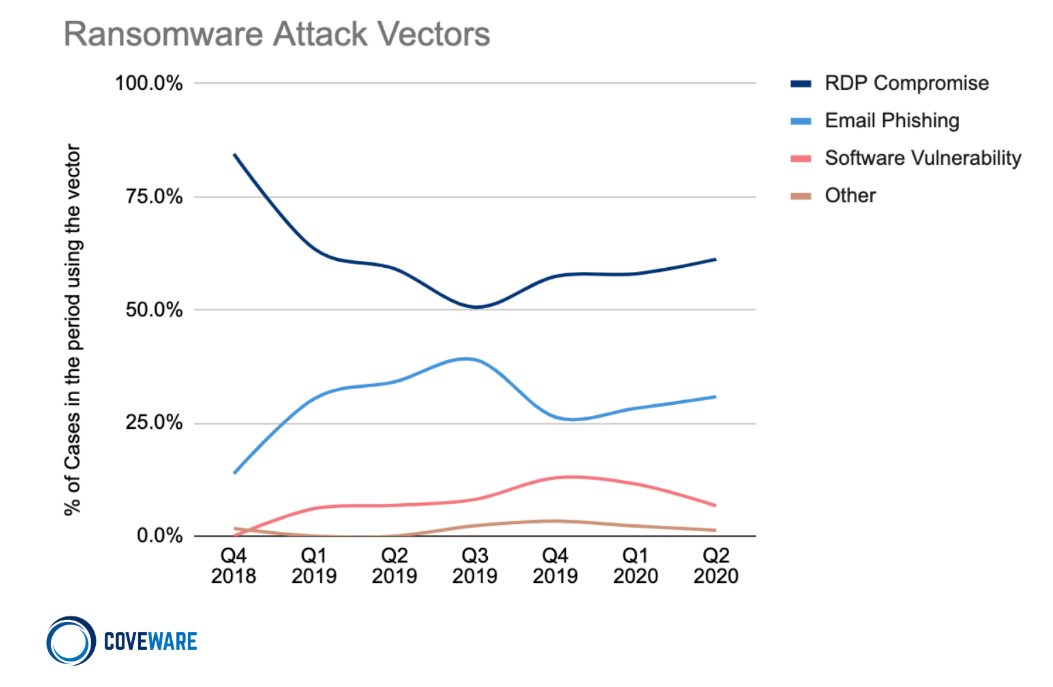 Ransomware Attack Vectors
% of Cases in the period using the vector
100.0%
75.0%
50.0%
25.0%
0.0%
Q4 Q1 Q2 Q3 Q4 Q1 Q2
2018 2019 2019 2019 2019 2020 2020
RDP Compromise
Email Phishing
Software Vulnerability
Other
COVEWARE